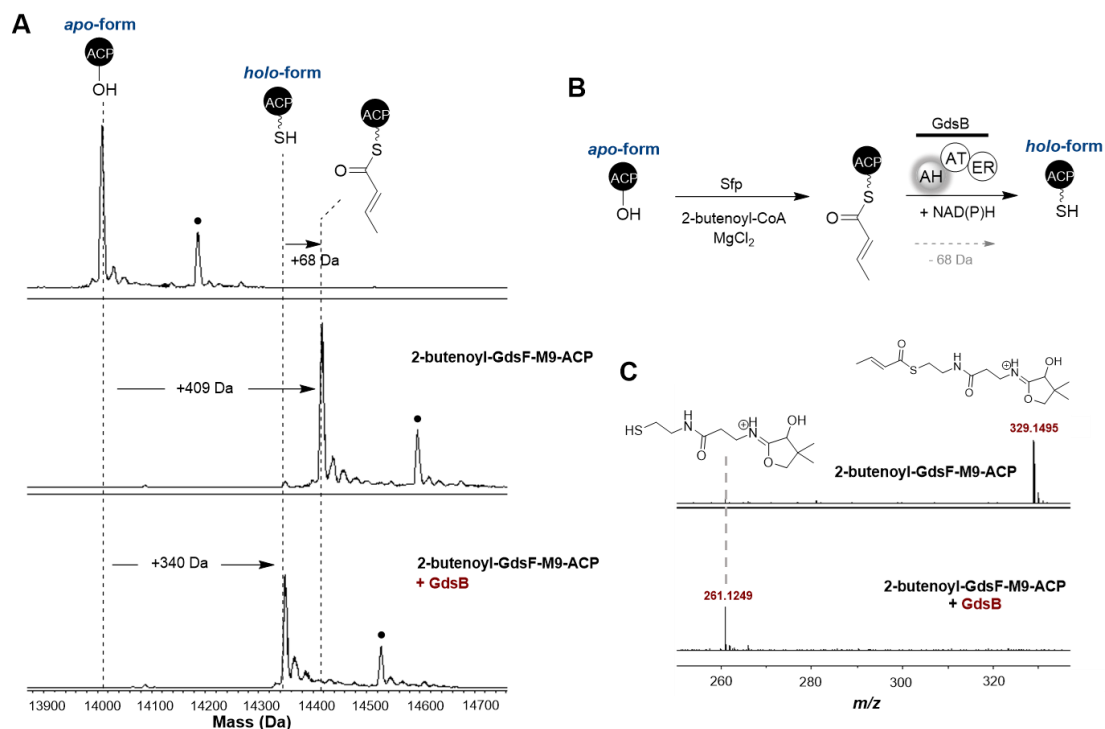 A
apo-form
ACP
OH
holo-form
ACP
SH
ACP
S
O
+68 Da
2-butenoyl-GdsF-M9-ACP
+409 Da
2-butenoyl-GdsF-M9-ACP
+ GdsB
+340 Da
13900 14000 14100 14200 14300 14400 14500 14600 14700
Mass (Da)
B
apo-form
ACP
OH
Sfp
2-butenoyl-CoA
MgCl2
ACP
S
O
GdsB
AH AT ER
+ NAD(P)H
- 68 Da
holo-form
ACP
SH
C
O
S
H
N
O
H
N
+
OH
O
329.1495
2-butenoyl-GdsF-M9-ACP
HS
H
N
O
H
N
+
OH
O
261.1249
2-butenoyl-GdsF-M9-ACP
+ GdsB
260 280 300 320
m/z